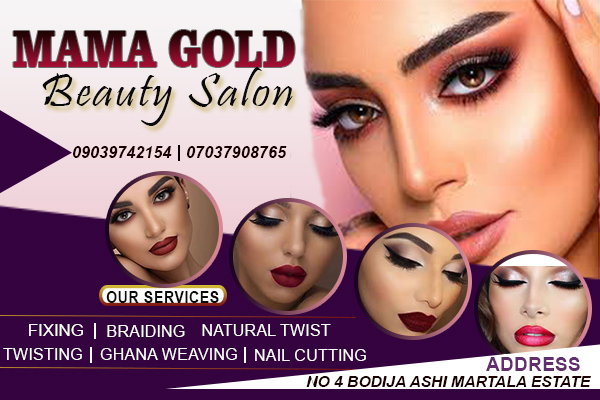 MAMA GOLD
Beauty Salon
09039742154 | 07037908765
OUR SERVICES
FIXING | BRAIDING NATURAL TWIST
TWISTING | GHANA WEAVING | NAIL CUTTING
ADDRESS
NO 4 BODIJA ASHI MARTALA ESTATE